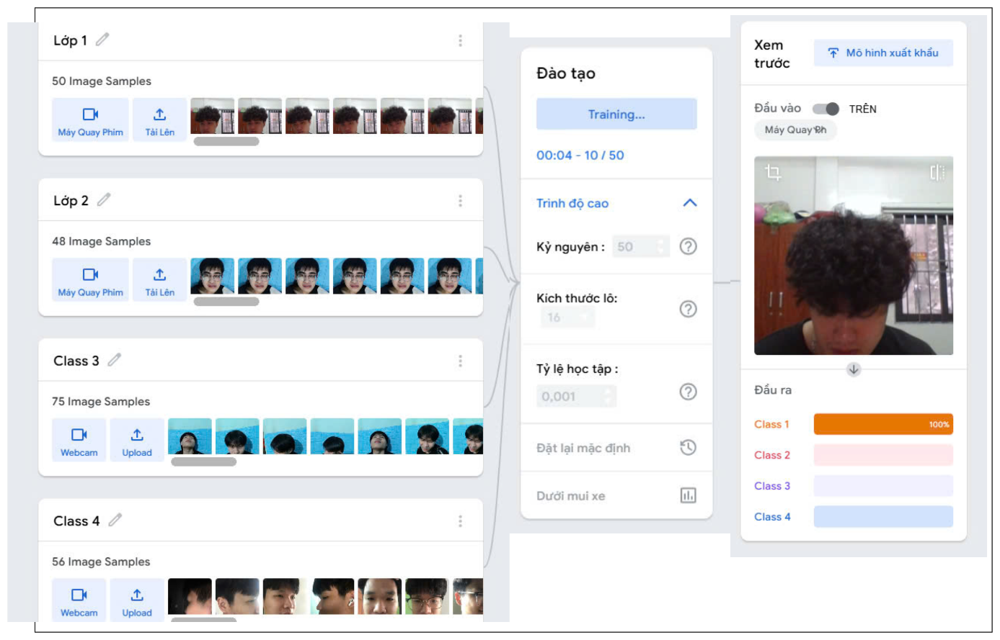 Lớp 1
50 Image Samples
Máy Quay Phim
Tải Lên
Lớp 2
48 Image Samples
Máy Quay Phim
Tải Lên
Class 3
75 Image Samples
Webcam
Upload
Class 4
56 Image Samples
Webcam
Upload
Đào tạo
Training...
00:04 - 10 / 50
Trình độ cao
Kỷ nguyên : 50
Kích thước lô:
16
Tỷ lệ học tập :
0,001
Đặt lại mặc định
Dưới mui xe
Xem
trước
Mô hình xuất khẩu
Đầu vào TRÊN
Máy Quay
Đầu ra
Class 1 100%
Class 2
Class 3
Class 4